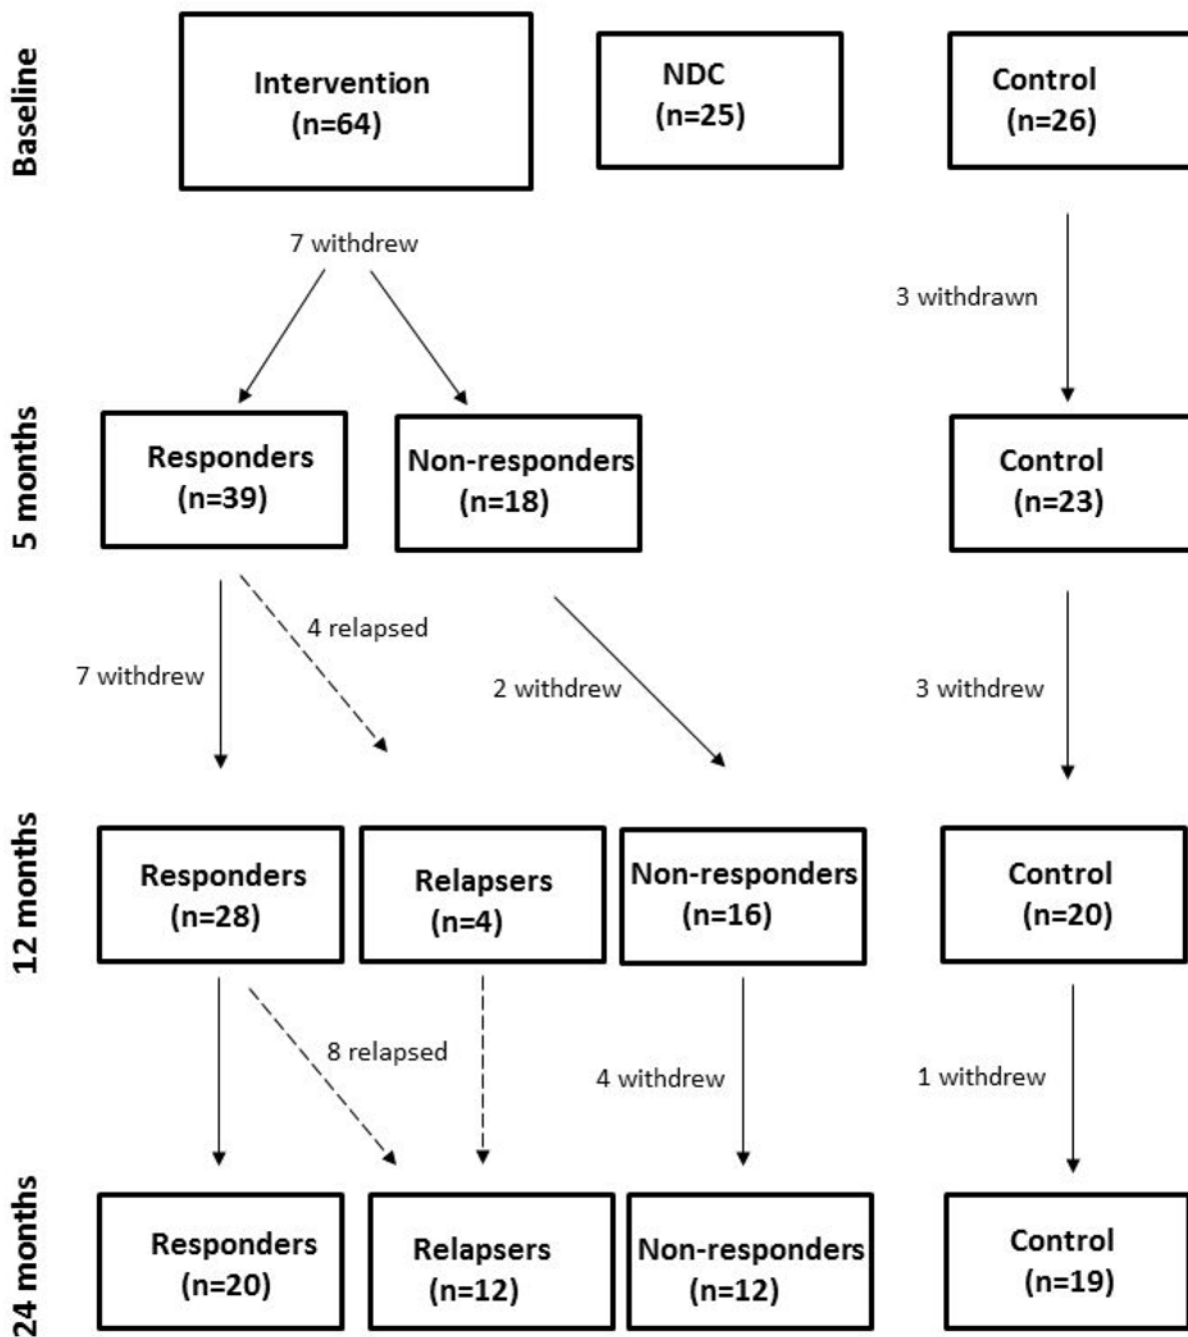 Baseline
Intervention
(n=64)
NDC
(n=25)
Control
(n=26)
7 withdrew
3 withdrawn
5 months
Responders
(n=39)
Non-responders
(n=18)
Control
(n=23)
4 relapsed
7 withdrew
2 withdrew
3 withdrew
12 months
Responders
(n=28)
Relapsers
(n=4)
Non-responders
(n=16)
Control
(n=20)
8 relapsed
4 withdrew
1 withdrew
24 months
Responders
(n=20)
Relapsers
(n=12)
Non-responders
(n=12)
Control
(n=19)